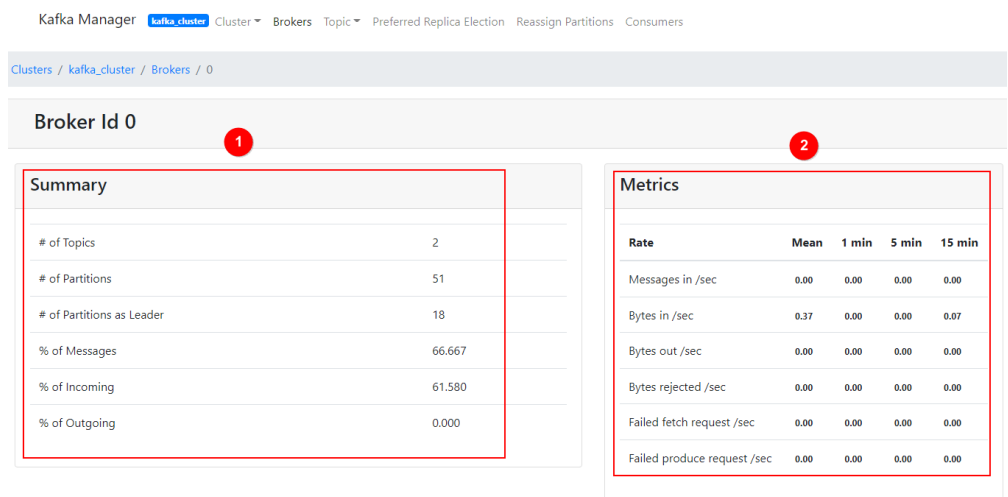 Kafka Manager kafka_cluster Cluster Brokers Topic Preferred Replica Election Reassign Partitions Consumers
Clusters / kafka_cluster / Brokers / 0
Broker Id 0
1
Summary
# of Topics 2
# of Partitions 51
# of Partitions as Leader 18
% of Messages 66.667
% of Incoming 61.580
% of Outgoing 0.000
2
Metrics
Rate Mean 1 min 5 min 15 min
Messages in /sec 0.00 0.00 0.00 0.00
Bytes in /sec 0.37 0.00 0.00 0.07
Bytes out /sec 0.00 0.00 0.00 0.00
Bytes rejected /sec 0.00 0.00 0.00 0.00
Failed fetch request /sec 0.00 0.00 0.00 0.00
Failed produce request /sec 0.00 0.00 0.00 0.00